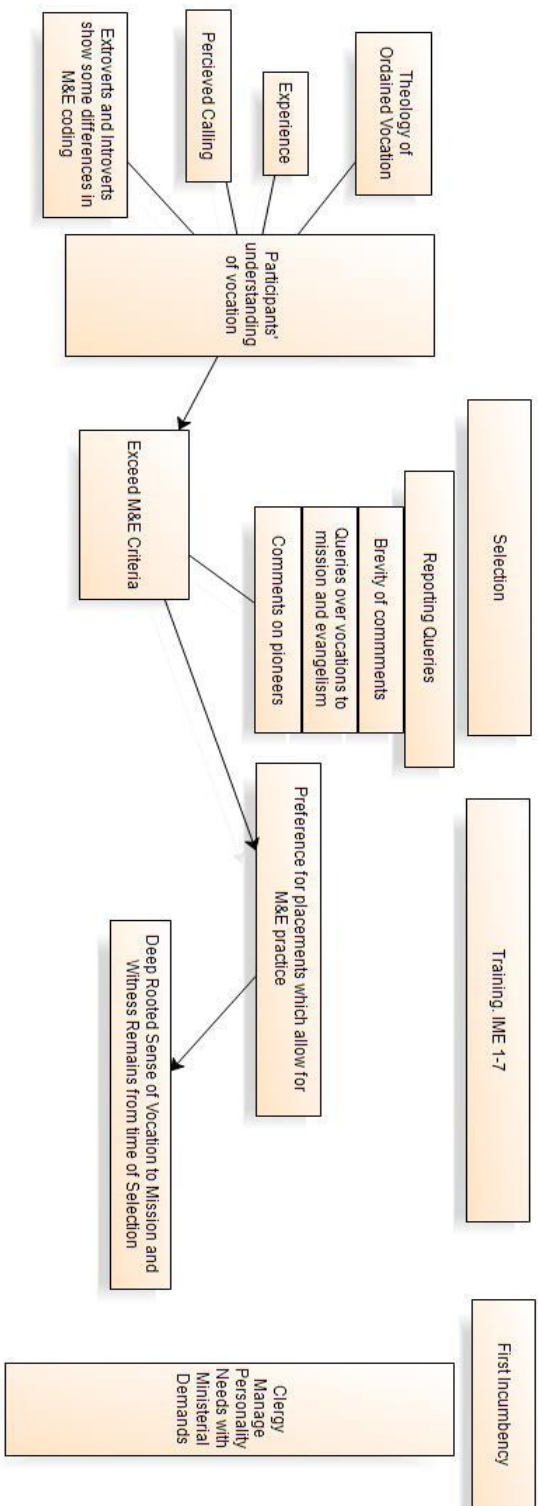 Selection
Training. IME 1-7
First Incumbency
Theology of
Ordained Vocation
Experience
Percieved Calling
Extroverts and Introverts
show some differences in
M&E coding
Participants'
understanding
of vocation
Exceed M&E Criteria
Reporting Queries
Brevity of commments
Queries over vocations to
mission and evangelism
Comments on pioneers
Preference for placements which allow for
M&E practice
Deep Rooted Sense of Vocation to Mission and
Witness Remains from time of Selection
Clergy
Manage
Personality
Needs with
Ministerial
Demands